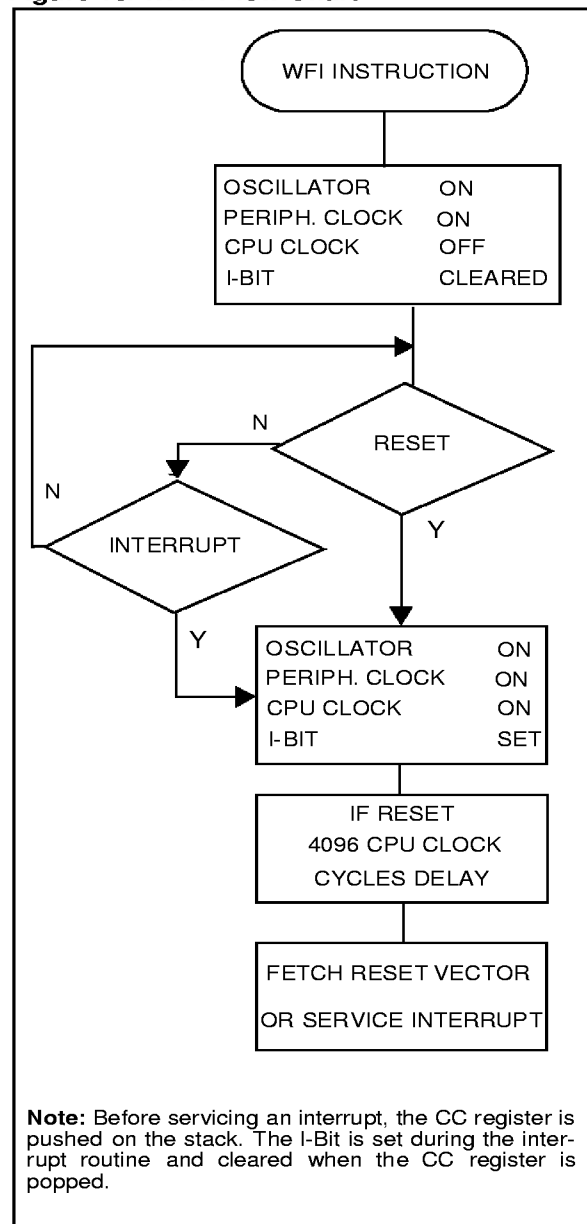 WFI INSTRUCTION
OSCILLATOR ON
PERIPH. CLOCK ON
CPU CLOCK OFF
I-BIT CLEARED
N
RESET
N
INTERRUPT
Y
Y
OSCILLATOR ON
PERIPH. CLOCK ON
CPU CLOCK ON
I-BIT SET
IF RESET
4096 CPU CLOCK
CYCLES DELAY
FETCH RESET VECTOR
OR SERVICE INTERRUPT
Note: Before servicing an interrupt, the CC register is
pushed on the stack. The I-Bit is set during the inter-
rupt routine and cleared when the CC register is
popped.